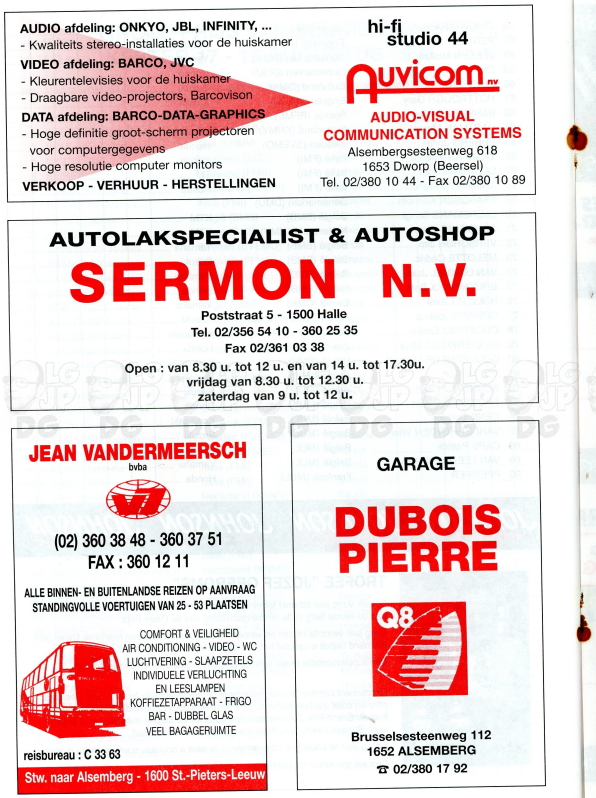 AUDIO afdeling: ONKYO, JBL, INFINITY, ...
- Kwaliteits stereo-installaties voor de huiskamer
VIDEO afdeling: BARCO, JVC
- Kleurentelevisies voor de huiskamer
- Draagbare video-projectors, Barcovison
DATA afdeling: BARCO-DATA-GRAPHICS
- Hoge definitie groot-scherm projectoren
voor computergegevens
- Hoge resolutie computer monitors
VERKOOP - VERHUUR - HERSTELLINGEN
hi-fi
studio 44
Auvicom nv
AUDIO-VISUAL
COMMUNICATION SYSTEMS
Alsembergsesteenweg 618
1653 Dworp (Beersel)
Tel. 02/380 10 44 - Fax 02/380 10 89
AUTOLAKSPECIALIST & AUTOSHOP
SERMON N.V.
Poststraat 5 - 1500 Halle
Tel. 02/356 54 10 - 360 25 35
Fax 02/361 03 38
Open : van 8.30 u. tot 12 u. en van 14 u. tot 17.30u.
vrijdag van 8.30 u. tot 12.30 u.
zaterdag van 9 u. tot 12 u.
JEAN VANDERMEERSCH
bvba
(02) 360 38 48 - 360 37 51
FAX : 360 12 11
ALLE BINNEN- EN BUITENLANDSE REIZEN OP AANVRAAG
STANDINGVOLLE VOERTUIGEN VAN 25 - 53 PLAATSEN
COMFORT & VEILIGHEID
AIR CONDITIONING - VIDEO - WC
LUCHTVERING - SLAAPZETELS
INDIVIDUELE VERLUCHTING
EN LEESLAMPEN
KOFFIEZETAPPARAAT - FRIGO
BAR - DUBBEL GLAS
VEEL BAGAGERUIMTE
reisbureau : C 33 63
Stw. naar Alsemberg - 1600 St.-Pieters-Leeuw
GARAGE
DUBOIS
PIERRE
Q8
Brusselsesteenweg 112
1652 ALSEMBERG
☎ 02/380 17 92